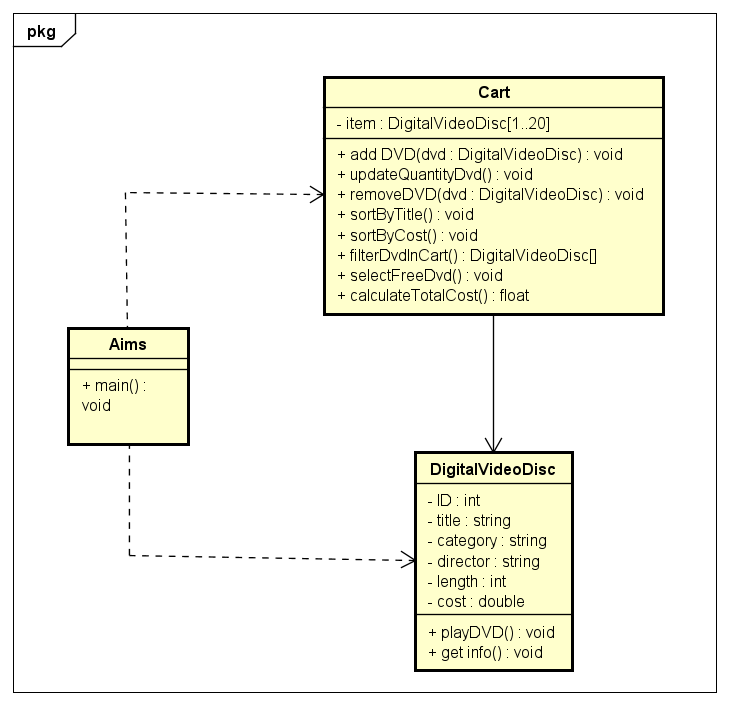 pkg
Cart
- item : DigitalVideoDisc[1..20]
+ add DVD(dvd : DigitalVideoDisc) : void
+ updateQuantityDvd() : void
+ removeDVD(dvd : DigitalVideoDisc) : void
+ sortByTitle() : void
+ sortByCost() : void
+ filterDvdInCart() : DigitalVideoDisc[]
+ selectFreeDvd() : void
+ calculateTotalCost() : float
Aims
+ main() :
void
DigitalVideoDisc
- ID : int
- title : string
- category : string
- director : string
- length : int
- cost : double
+ playDVD() : void
+ get info() : void